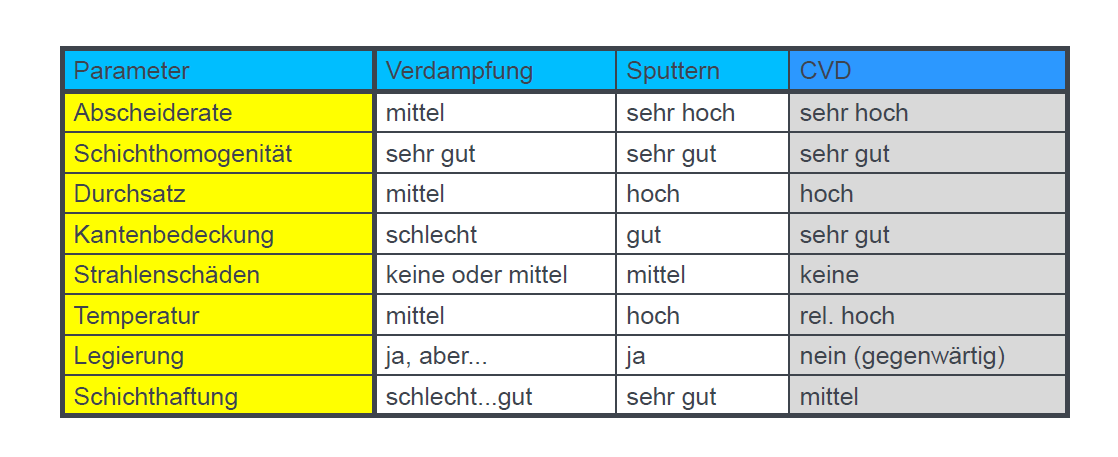 Parameter Verdampfung Sputtern CVD
Abscheiderate mittel sehr hoch sehr hoch
Schichthomogenität sehr gut sehr gut sehr gut
Durchsatz mittel hoch hoch
Kantenbedeckung schlecht gut sehr gut
Strahlenschäden keine oder mittel mittel keine
Temperatur mittel hoch rel. hoch
Legierung ja, aber... ja nein (gegenwärtig)
Schichthaftung schlecht...gut sehr gut mittel